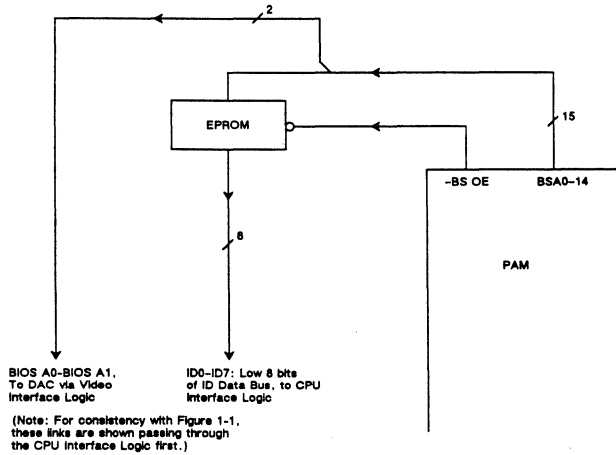 2
EPROM
15
-BS OE
BSA0-14
8
PAM
BIOS A0-BIOS A1,
To DAC via Video
Interface Logic
ID0-ID7: Low 8 bits
of ID Data Bus, to CPU
Interface Logic
(Note: For consistency with Figure 1-1,
these links are shown passing through
the CPU Interface Logic first.)